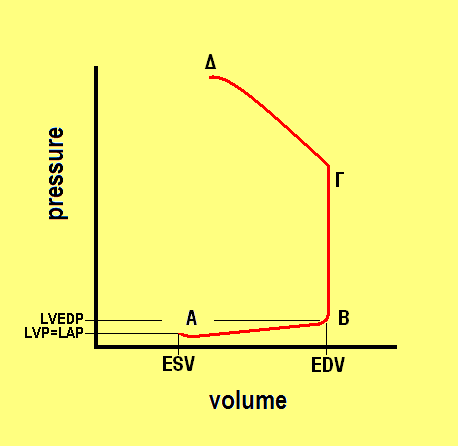 Δ
Γ
pressure
LVEDP
Α
Β
LVP=LAP
ESV
EDV
volume